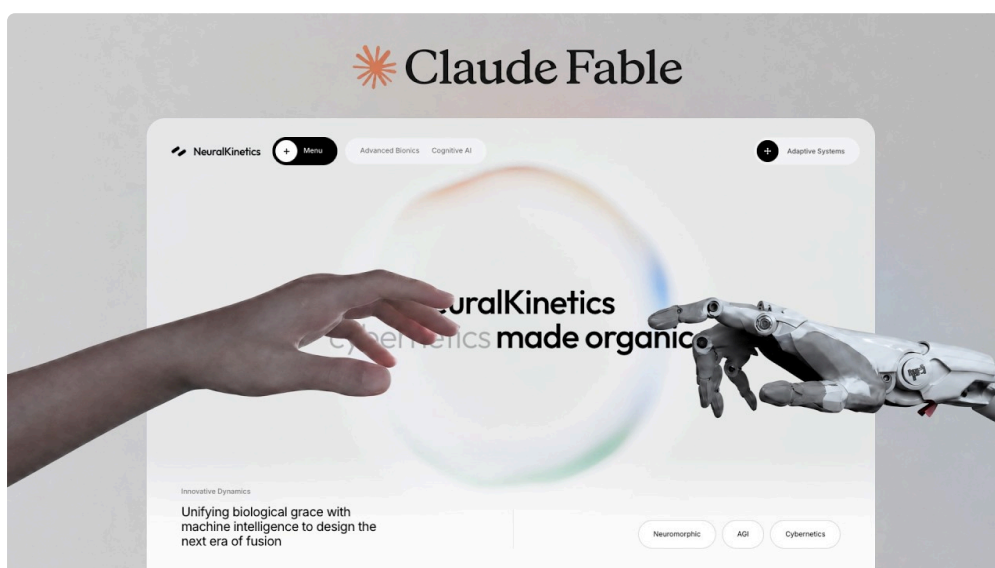 Claude Fable
NeuralKinetics
Menu
Advanced Bionics
Cognitive AI
Adaptive Systems
uralKinetics
cybernetics made organic
Innovative Dynamics
Unifying biological grace with
machine intelligence to design the
next era of fusion
Neuromorphic
AGI
Cybernetics